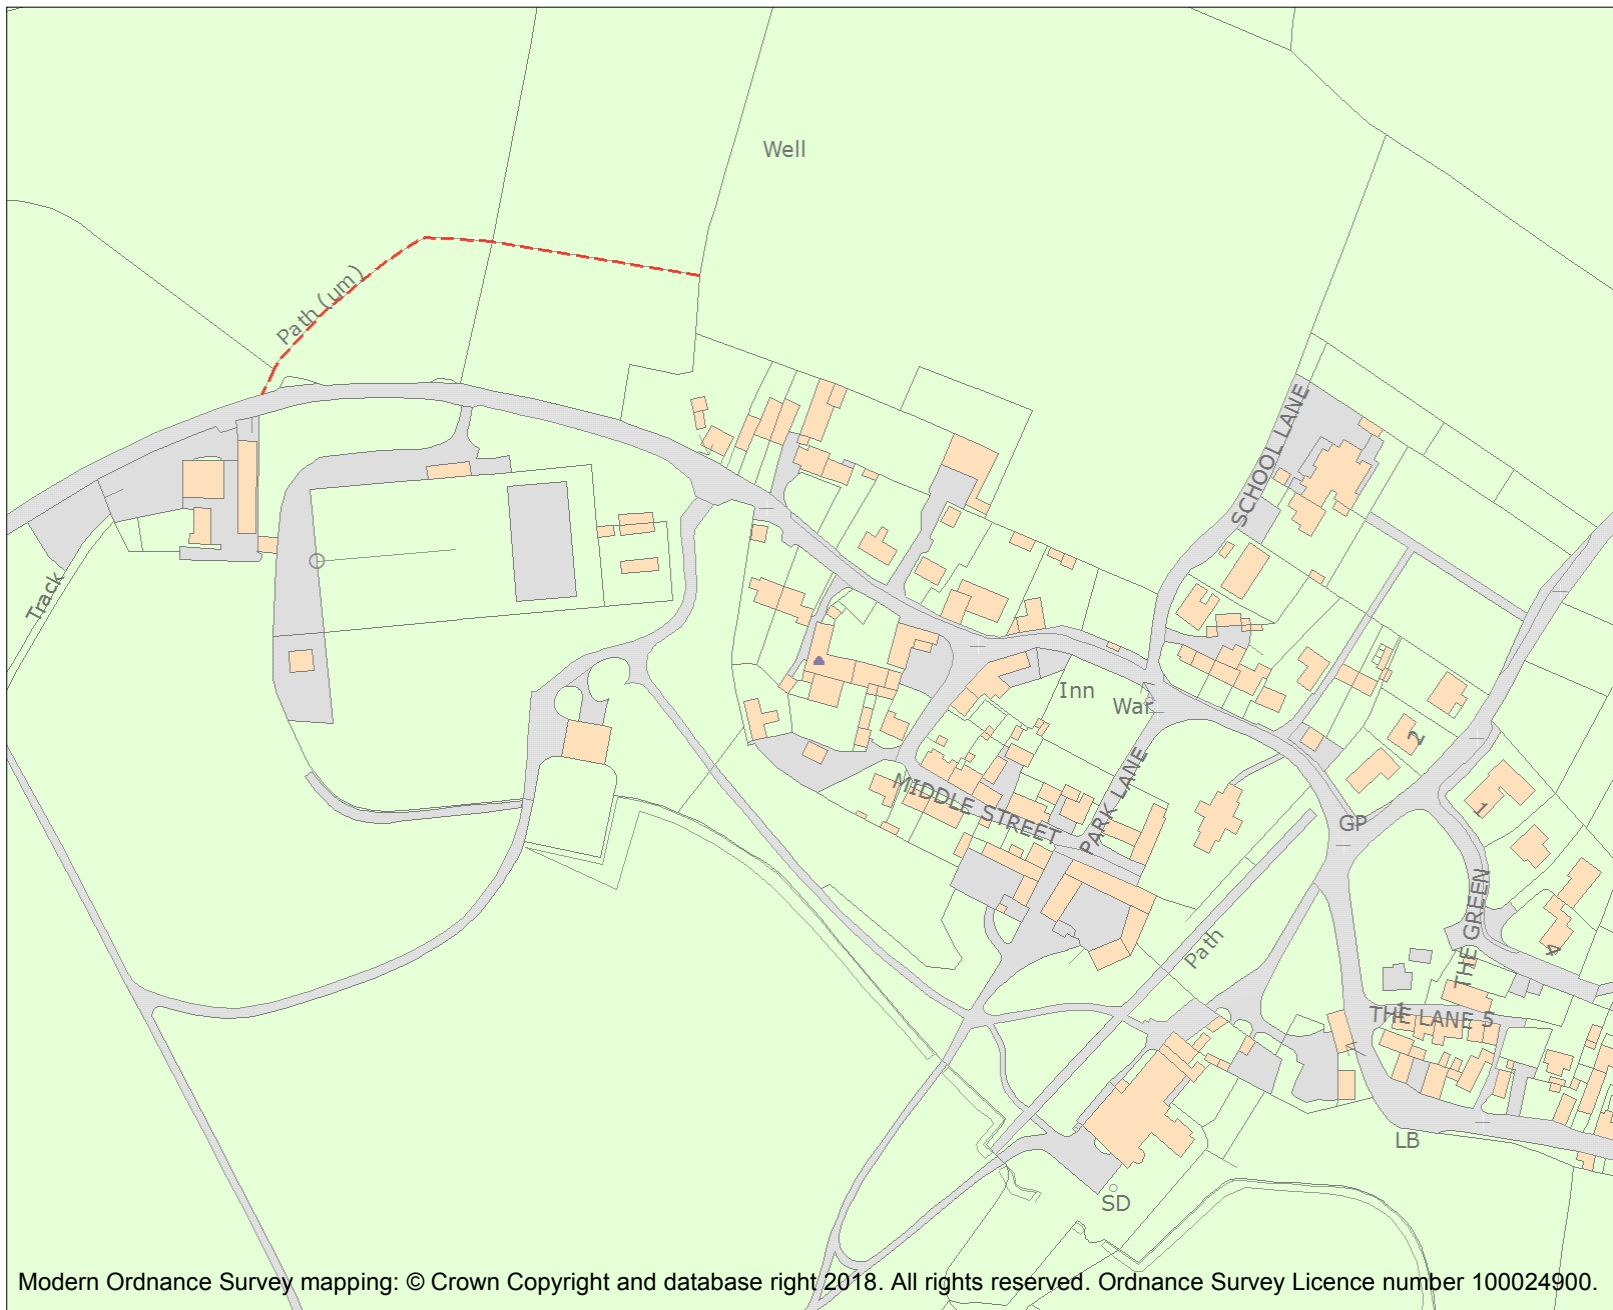 Well
Path (um)
SCHOOL LANE
Track
Inn
War
2
MIDDLE STREET
PARK LANE
1
GP
THE GREEN
Path
4
THE LANE 5
LB
SD
Modern Ordnance Survey mapping: © Crown Copyright and database right 2018. All rights reserved. Ordnance Survey Licence number 100024900.